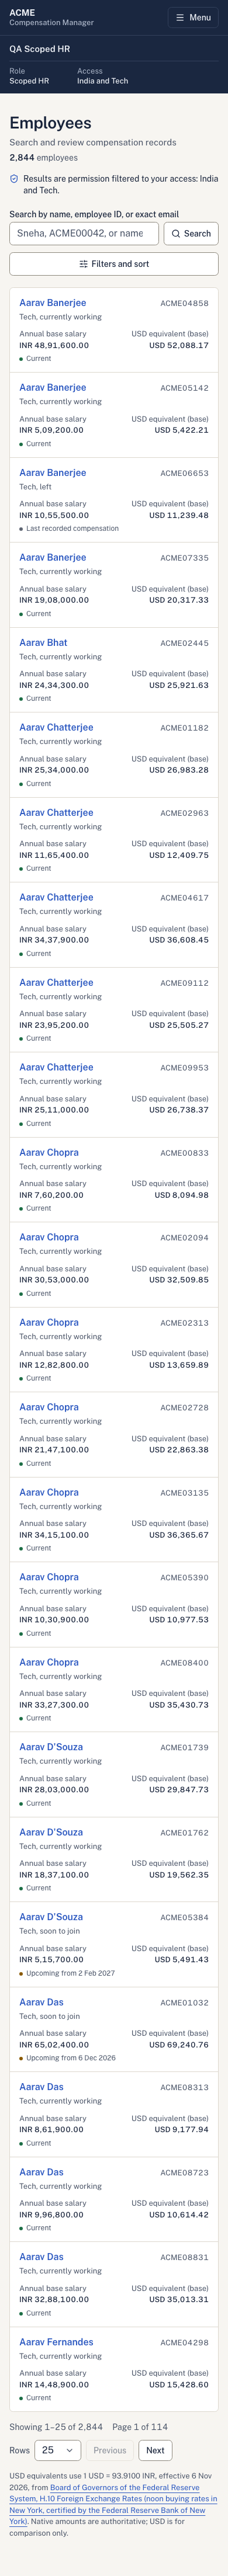 ACME
Compensation Manager
Menu
QA Scoped HR
Role
Access
Scoped HR
India and Tech
Employees
Search and review compensation records
2,844 employees
Results are permission filtered to your access: India
and Tech.
Search by name, employee ID, or exact email
Sneha, ACME00042, or name
Search
Filters and sort
Aarav Banerjee
ACME04858
Tech, currently working
Annual base salary
USD equivalent (base)
INR 48,91,600.00
USD 52,088.17
Current
Aarav Banerjee
ACME05142
Tech, currently working
Annual base salary
USD equivalent (base)
INR 5,09,200.00
USD 5,422.21
Current
Aarav Banerjee
ACME06653
Tech, left
Annual base salary
USD equivalent (base)
INR 10,55,500.00
USD 11,239.48
Last recorded compensation
Aarav Banerjee
ACME07335
Tech, currently working
Annual base salary
USD equivalent (base)
INR 19,08,000.00
USD 20,317.33
Current
Aarav Bhat
ACME02445
Tech, currently working
Annual base salary
USD equivalent (base)
INR 24,34,300.00
USD 25,921.63
Current
Aarav Chatterjee
ACME01182
Tech, currently working
Annual base salary
USD equivalent (base)
INR 25,34,000.00
USD 26,983.28
Current
Aarav Chatterjee
ACME02963
Tech, currently working
Annual base salary
USD equivalent (base)
INR 11,65,400.00
USD 12,409.75
Current
Aarav Chatterjee
ACME04617
Tech, currently working
Annual base salary
USD equivalent (base)
INR 34,37,900.00
USD 36,608.45
Current
Aarav Chatterjee
ACME09112
Tech, currently working
Annual base salary
USD equivalent (base)
INR 23,95,200.00
USD 25,505.27
Current
Aarav Chatterjee
ACME09953
Tech, currently working
Annual base salary
USD equivalent (base)
INR 25,11,000.00
USD 26,738.37
Current
Aarav Chopra
ACME00833
Tech, currently working
Annual base salary
USD equivalent (base)
INR 7,60,200.00
USD 8,094.98
Current
Aarav Chopra
ACME02094
Tech, currently working
Annual base salary
USD equivalent (base)
INR 30,53,000.00
USD 32,509.85
Current
Aarav Chopra
ACME02313
Tech, currently working
Annual base salary
USD equivalent (base)
INR 12,82,800.00
USD 13,659.89
Current
Aarav Chopra
ACME02728
Tech, currently working
Annual base salary
USD equivalent (base)
INR 21,47,100.00
USD 22,863.38
Current
Aarav Chopra
ACME03135
Tech, currently working
Annual base salary
USD equivalent (base)
INR 34,15,100.00
USD 36,365.67
Current
Aarav Chopra
ACME05390
Tech, currently working
Annual base salary
USD equivalent (base)
INR 10,30,900.00
USD 10,977.53
Current
Aarav Chopra
ACME08400
Tech, currently working
Annual base salary
USD equivalent (base)
INR 33,27,300.00
USD 35,430.73
Current
Aarav D'Souza
ACME01739
Tech, currently working
Annual base salary
USD equivalent (base)
INR 28,03,000.00
USD 29,847.73
Current
Aarav D'Souza
ACME01762
Tech, currently working
Annual base salary
USD equivalent (base)
INR 18,37,100.00
USD 19,562.35
Current
Aarav D'Souza
ACME05384
Tech, soon to join
Annual base salary
USD equivalent (base)
INR 5,15,700.00
USD 5,491.43
Upcoming from 2 Feb 2027
Aarav Das
ACME01032
Tech, soon to join
Annual base salary
USD equivalent (base)
INR 65,02,400.00
USD 69,240.76
Upcoming from 6 Dec 2026
Aarav Das
ACME08313
Tech, currently working
Annual base salary
USD equivalent (base)
INR 8,61,900.00
USD 9,177.94
Current
Aarav Das
ACME08723
Tech, currently working
Annual base salary
USD equivalent (base)
INR 9,96,800.00
USD 10,614.42
Current
Aarav Das
ACME08831
Tech, currently working
Annual base salary
USD equivalent (base)
INR 32,88,100.00
USD 35,013.31
Current
Aarav Fernandes
ACME04298
Tech, currently working
Annual base salary
USD equivalent (base)
INR 14,48,900.00
USD 15,428.60
Current
Showing 1–25 of 2,844 Page 1 of 114
Rows 25 Previous Next
USD equivalents use 1 USD = 93.9100 INR, effective 6 Nov
2026, from Board of Governors of the Federal Reserve
System, H.10 Foreign Exchange Rates (noon buying rates in
New York, certified by the Federal Reserve Bank of New
York). Native amounts are authoritative; USD is for
comparison only.